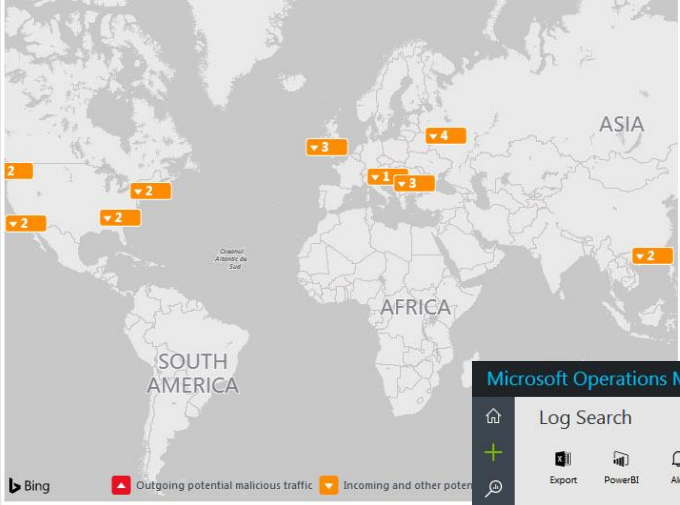 ASIA
4
3
2
1
3
2
2
2
Oceanul
Atlantic de
Sud
2
AFRICA
SOUTH
AMERICA
Microsoft Operations M
Log Search
Export
PowerBI
Al
Bing
Outgoing potential malicious traffic
Incoming and other poten